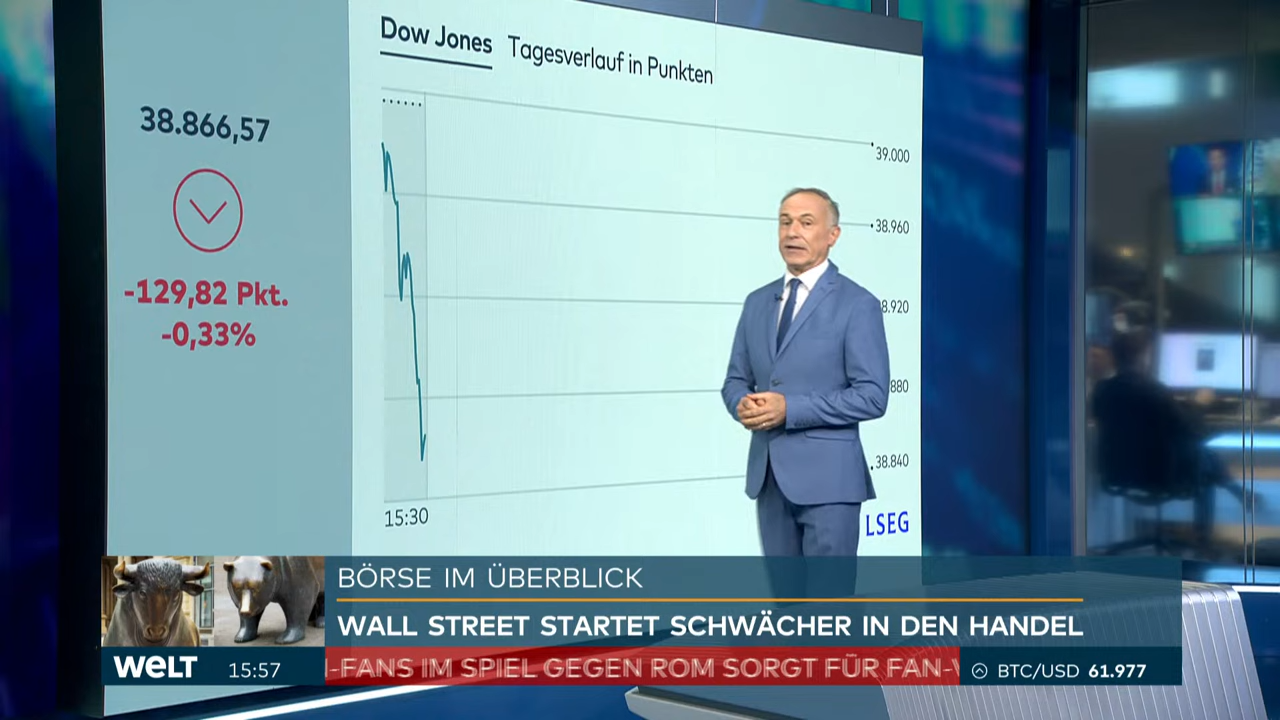 Dow Jones Tagesverlauf in Punkten
38.866,57
-129,82 Pkt.
-0,33%
39.000
38.960
8.920
880
38.840
15:30
LSEG
BÖRSE IM ÜBERBLICK
WALL STREET STARTET SCHWÄCHER IN DEN HANDEL
WELT 15:57 -FANS IM SPIEL GEGEN ROM SORGT FÜR FAN- BTC/USD 61.977